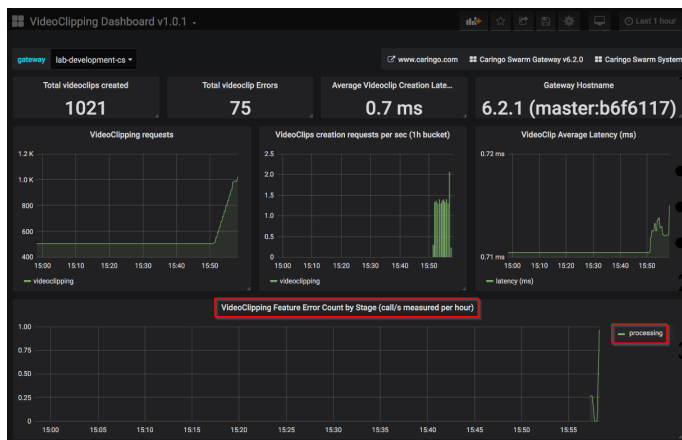 VideoClipping Dashboard v1.0.1
Last 1 hour
gateway lab-development-cs
www.caringo.com
Caringo Swarm Gateway v6.2.0
Caringo Swarm System
Total videoclips created
1021
Total videoclip Errors
75
Average Videoclip Creation Late...
0.7 ms
Gateway Hostname
6.2.1 (master:b6f6117)
VideoClipping requests
1.2 K
1.0 K
800
600
400
15:00 15:10 15:20 15:30 15:40 15:50
videoclipping
VideoClips creation requests per sec (1h bucket)
2.5
2.0
1.5
1.0
0.5
0
15:00 15:10 15:20 15:30 15:40 15:50
videoclipping
VideoClip Average Latency (ms)
0.72 ms
0.71 ms
15:00 15:10 15:20 15:30 15:40 15:50
latency (ms)
VideoClipping Feature Error Count by Stage (call/s measured per hour)
1.00
0.75
0.50
0.25
0
15:00 15:05 15:10 15:15 15:20 15:25 15:30 15:35 15:40 15:45 15:50 15:55
processing